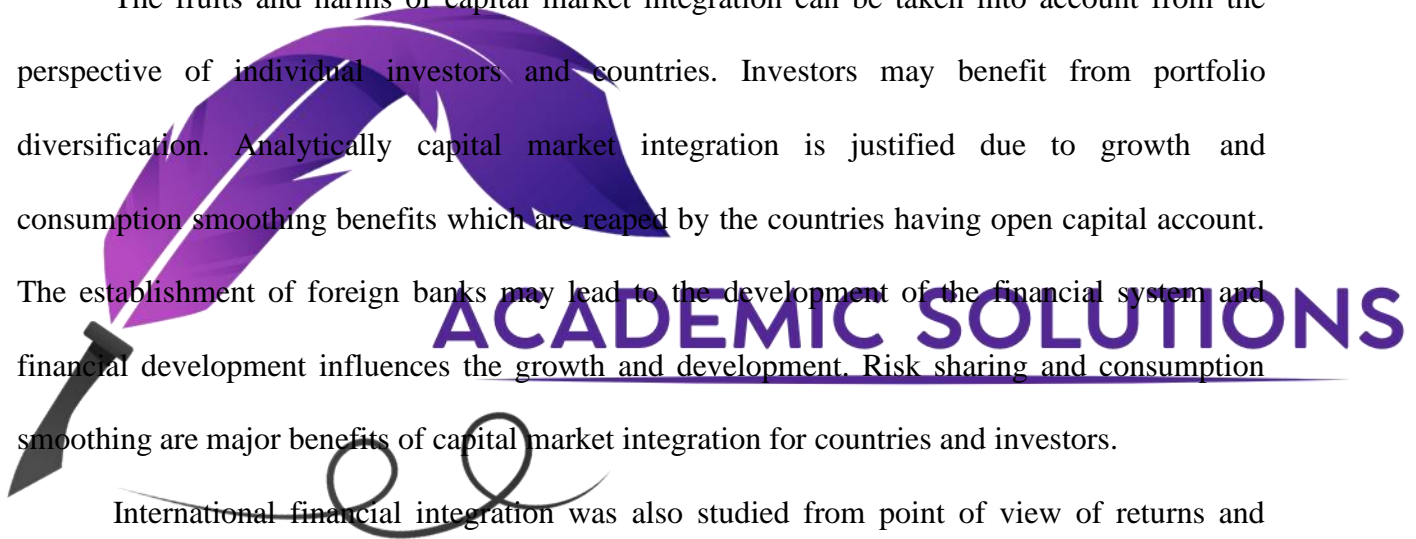 The fruits and harms of capital market integration can be taken into account from the
perspective of individual investors and countries. Investors may benefit from portfolio
diversification. Analytically capital market integration is justified due to growth and
consumption smoothing benefits which are reaped by the countries having open capital account.
The establishment of foreign banks may lead to the development of the financial system and
ACADEMIC SOLUTIONS
financial development influences the growth and development. Risk sharing and consumption
smoothing are major benefits of capital market integration for countries and investors.
International financial integration was also studied from point of view of returns and